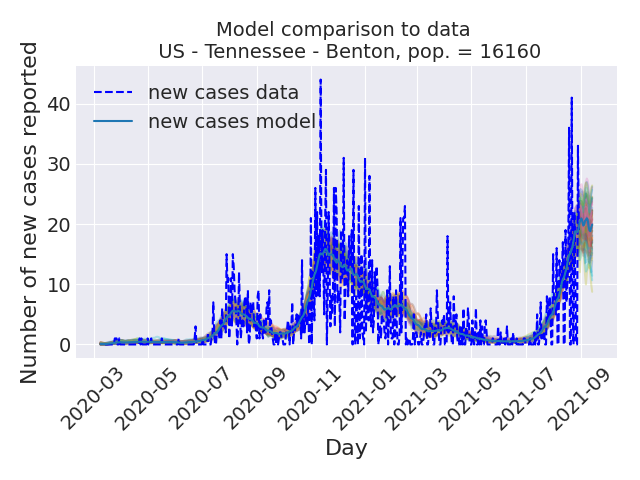 Model comparison to data
US - Tennessee - Benton, pop. = 16160
Number of new cases reported
new cases data
new cases model
40
30
20
10
0
2020-03
2020-05
2020-07
2020-09
2020-11
2021-01
2021-03
2021-05
2021-07
2021-09
Day